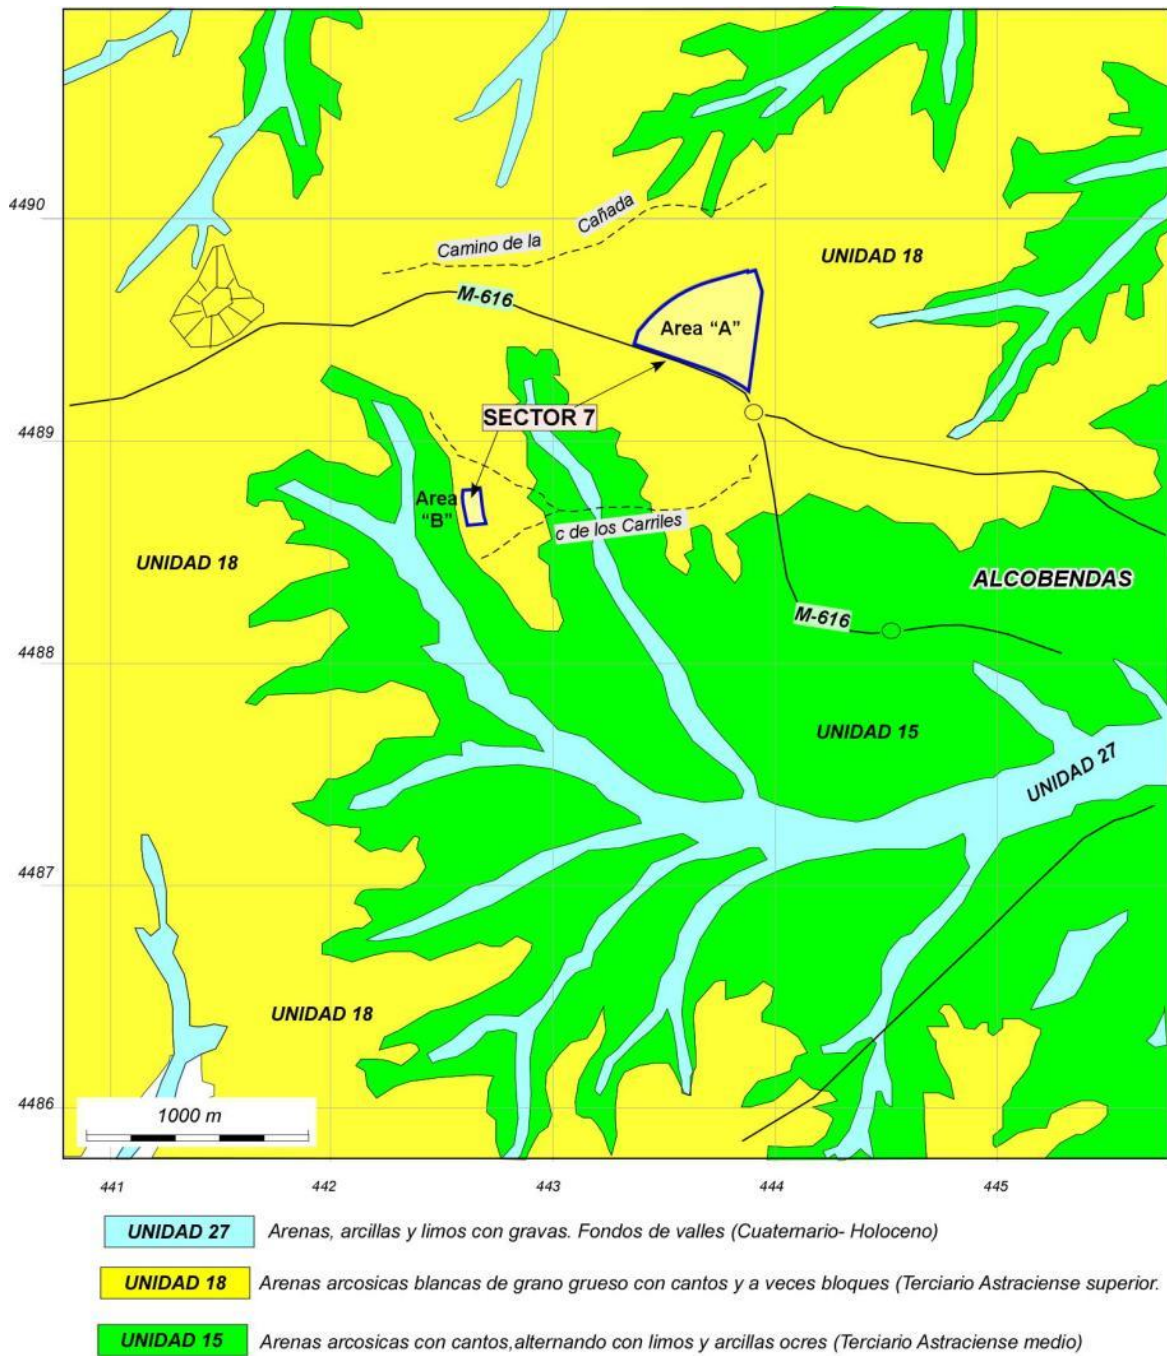 4490
Camino de la
Cañada
UNIDAD 18
M-616
Area “A”
SECTOR 7
4489
Area
“B”
c de los Carriles
UNIDAD 18
ALCOBENDAS
M-616
4488
UNIDAD 15
UNIDAD 27
4487
UNIDAD 18
4486
1000 m
441
442
443
444
445
UNIDAD 27 Arenas, arcillas y limos con gravas. Fondos de valles (Cuaternario- Holoceno)
UNIDAD 18 Arenas arcosicas blancas de grano grueso con cantos y a veces bloques (Terciario Astraciense superior.
UNIDAD 15 Arenas arcosicas con cantos,alternando con limos y arcillas ocres (Terciario Astraciense medio)